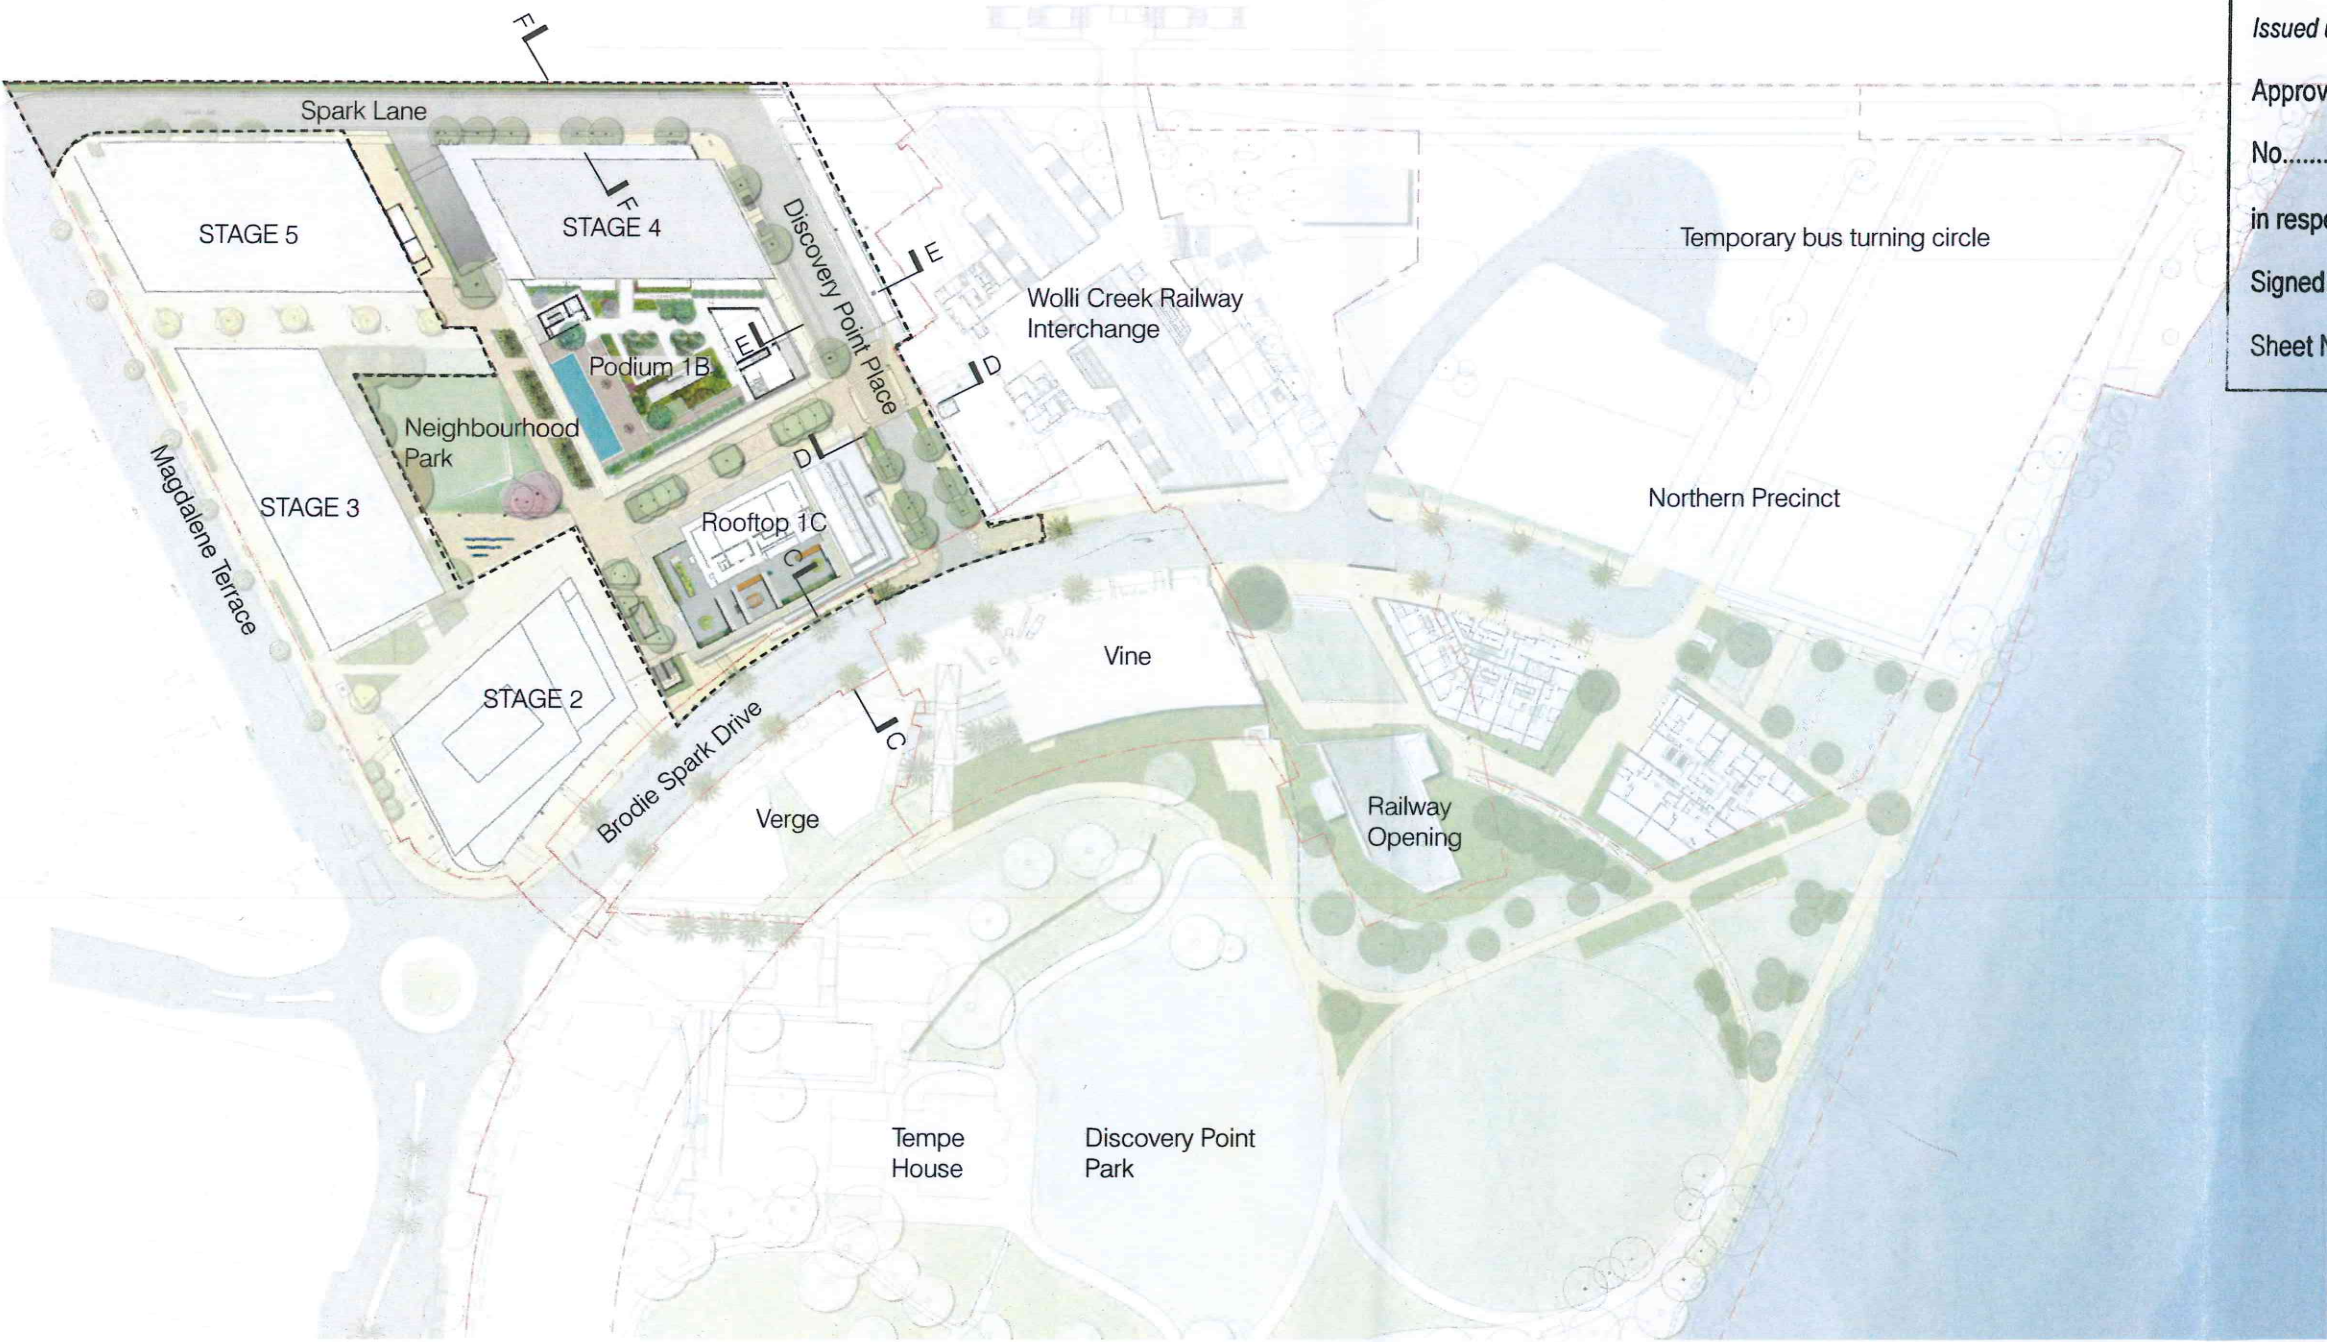 Issued
Approv
No.......
in resp
Signed
Sheet N
F
Spark Lane
STAGE 5
F
STAGE 4
Discovery Point Place
E
Temporary bus turning circle
Wolli Creek Railway
Interchange
E
Podium 1B
D
Neighbourhood
Park
D
Magdalene Terrace
STAGE 3
Rooftop 1C
Northern Precinct
C
Vine
STAGE 2
Brodie Spark Drive
C
Verge
Railway
Opening
Tempe
House
Discovery Point
Park